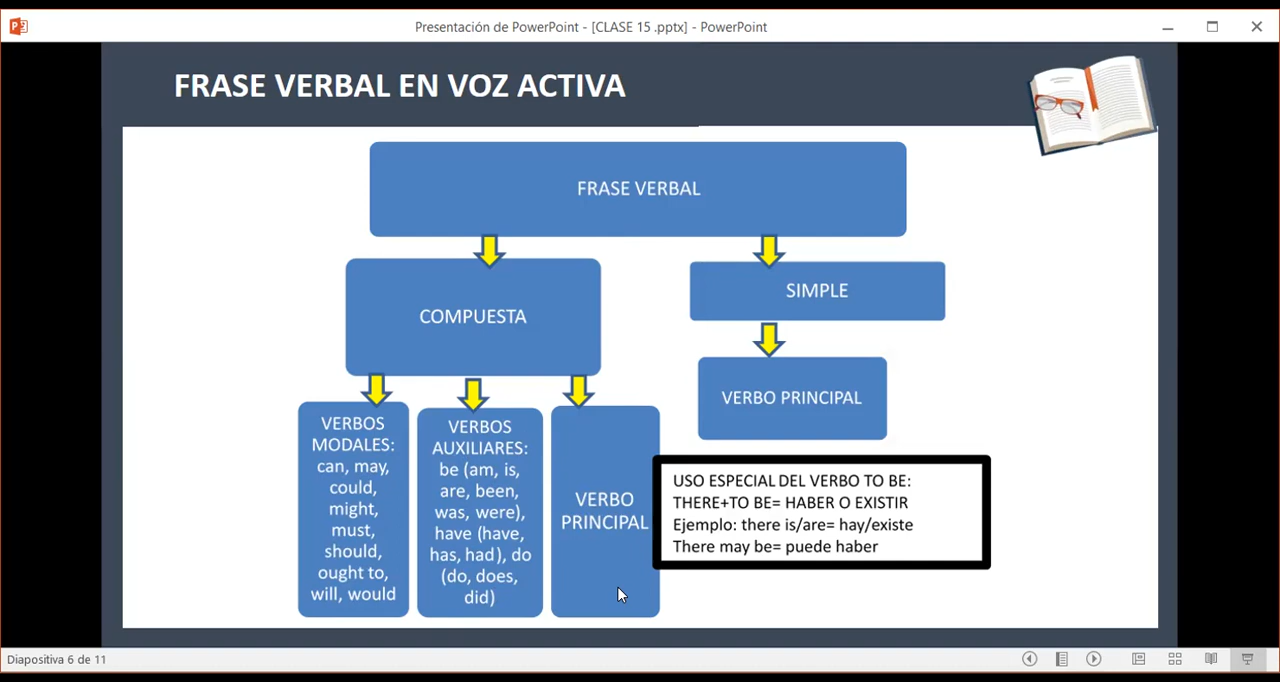 Presentación de PowerPoint - [CLASE 15 .pptx] - PowerPoint
FRASE VERBAL EN VOZ ACTIVA
FRASE VERBAL
COMPUESTA
SIMPLE
VERBO PRINCIPAL
VERBOS
MODALES:
can, may,
could,
might,
must,
should,
ought to,
will, would
VERBOS
AUXILIARES:
be (am, is,
are, been,
was, were),
have (have,
has, had), do
(do, does,
did)
VERBO
PRINCIPAL
USO ESPECIAL DEL VERBO TO BE:
THERE+TO BE= HABER O EXISTIR
Ejemplo: there is/are= hay/existe
There may be= puede haber
Diapositiva 6 de 11